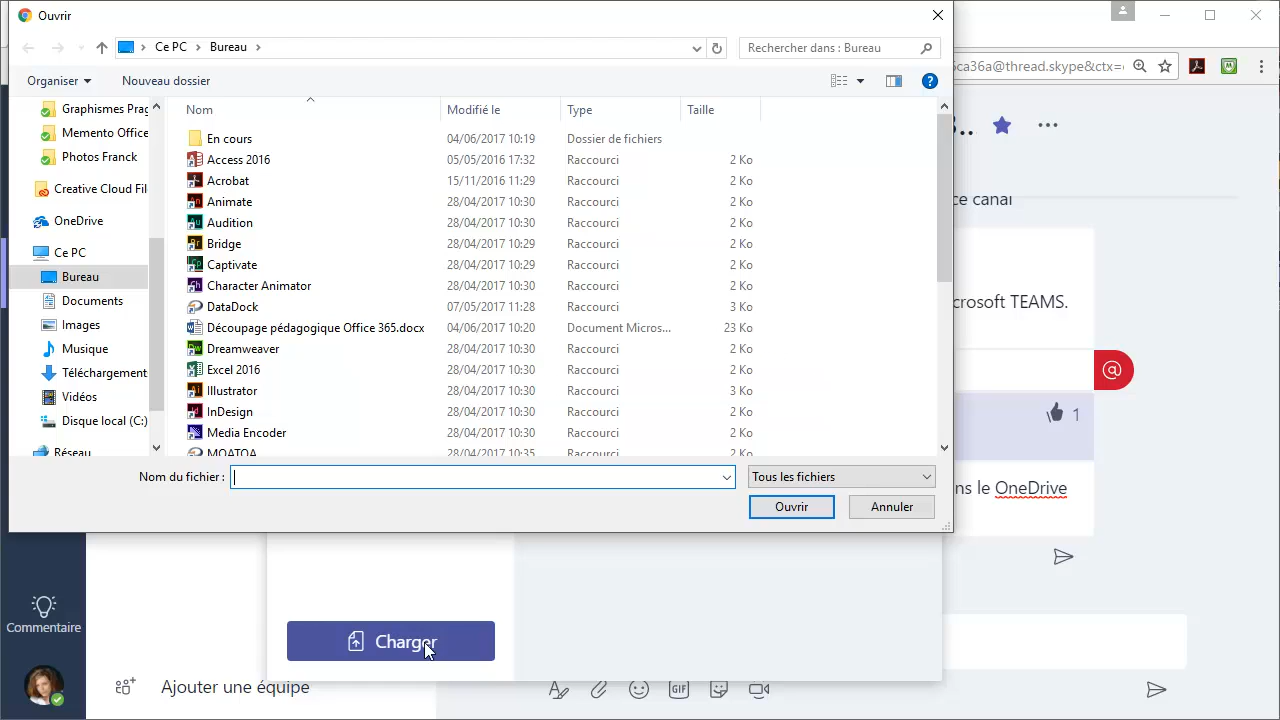 Ouvrir
Ce PC > Bureau >
Rechercher dans : Bureau
Organiser
Nouveau dossier
Graphismes Prag
Memento Office
Photos Franck
Creative Cloud Fil
OneDrive
Ce PC
Bureau
Documents
Images
Musique
Téléchargement
Vidéos
Disque local (C:)
Réseau
Nom Modifié le Type Taille
En cours 04/06/2017 10:19 Dossier de fichiers
Access 2016 05/05/2016 17:32 Raccourci 2 Ko
Acrobat 15/11/2016 11:29 Raccourci 2 Ko
Animate 28/04/2017 10:30 Raccourci 2 Ko
Audition 28/04/2017 10:30 Raccourci 2 Ko
Bridge 28/04/2017 10:29 Raccourci 2 Ko
Captivate 28/04/2017 10:29 Raccourci 2 Ko
Character Animator 28/04/2017 10:30 Raccourci 2 Ko
DataDock 07/05/2017 11:28 Raccourci 3 Ko
Découpage pédagogique Office 365.docx 04/06/2017 10:20 Document Micros... 23 Ko
Dreamweaver 28/04/2017 10:30 Raccourci 2 Ko
Excel 2016 28/04/2017 10:30 Raccourci 2 Ko
Illustrator 28/04/2017 10:30 Raccourci 3 Ko
InDesign 28/04/2017 10:30 Raccourci 2 Ko
Media Encoder 28/04/2017 10:30 Raccourci 2 Ko
MOATOA 28/04/2017 10:35 Raccourci 2 Ko
Nom du fichier :
Tous les fichiers
Ouvrir
Annuler
ca36a@thread.skype&ctx=
ce canal
crosoft TEAMS.
@
1
ns le OneDrive
Commentaire
Charger
Ajouter une équipe
GIF